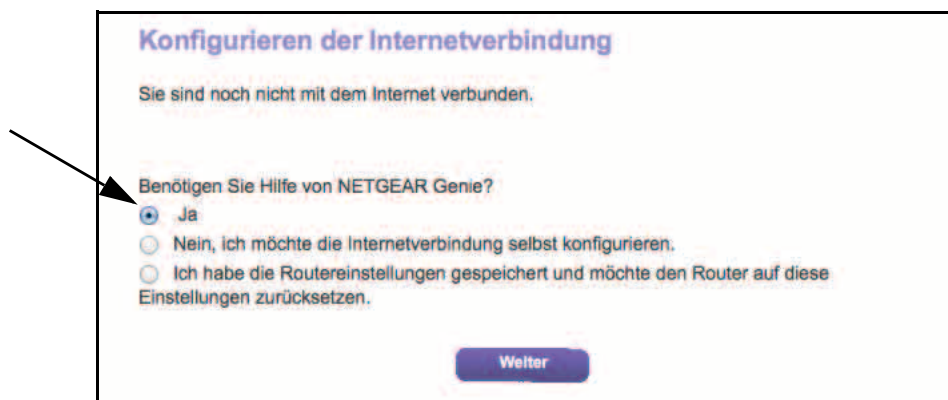 Konfigurieren der Internetverbindung
Sie sind noch nicht mit dem Internet verbunden.
Benötigen Sie Hilfe von NETGEAR Genie?
Ja
Nein, ich möchte die Internetverbindung selbst konfigurieren.
Ich habe die Routereinstellungen gespeichert und möchte den Router auf diese
Einstellungen zurücksetzen.
Weiter